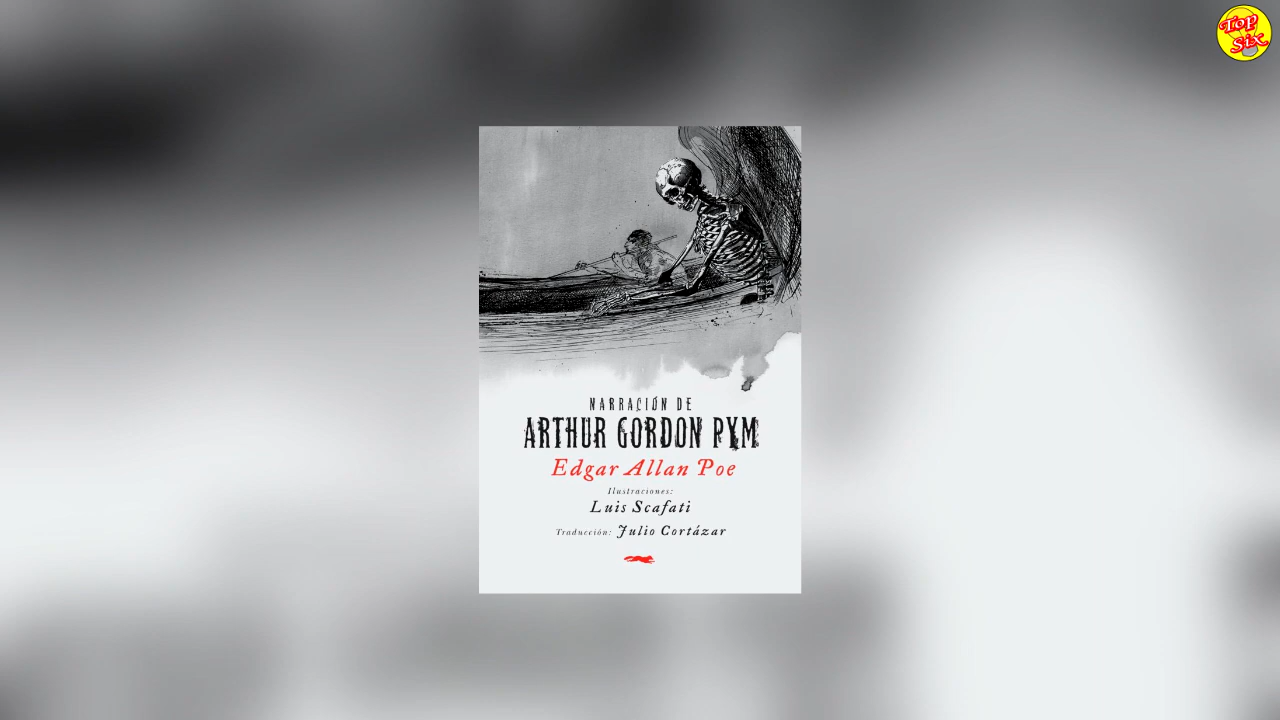 Top
Six
NARRACIÓN DE
ARTHUR GORDON PYM
Edgar Allan Poe
Ilustraciones:
Luis Scafati
Traducción: Julio Cortázar